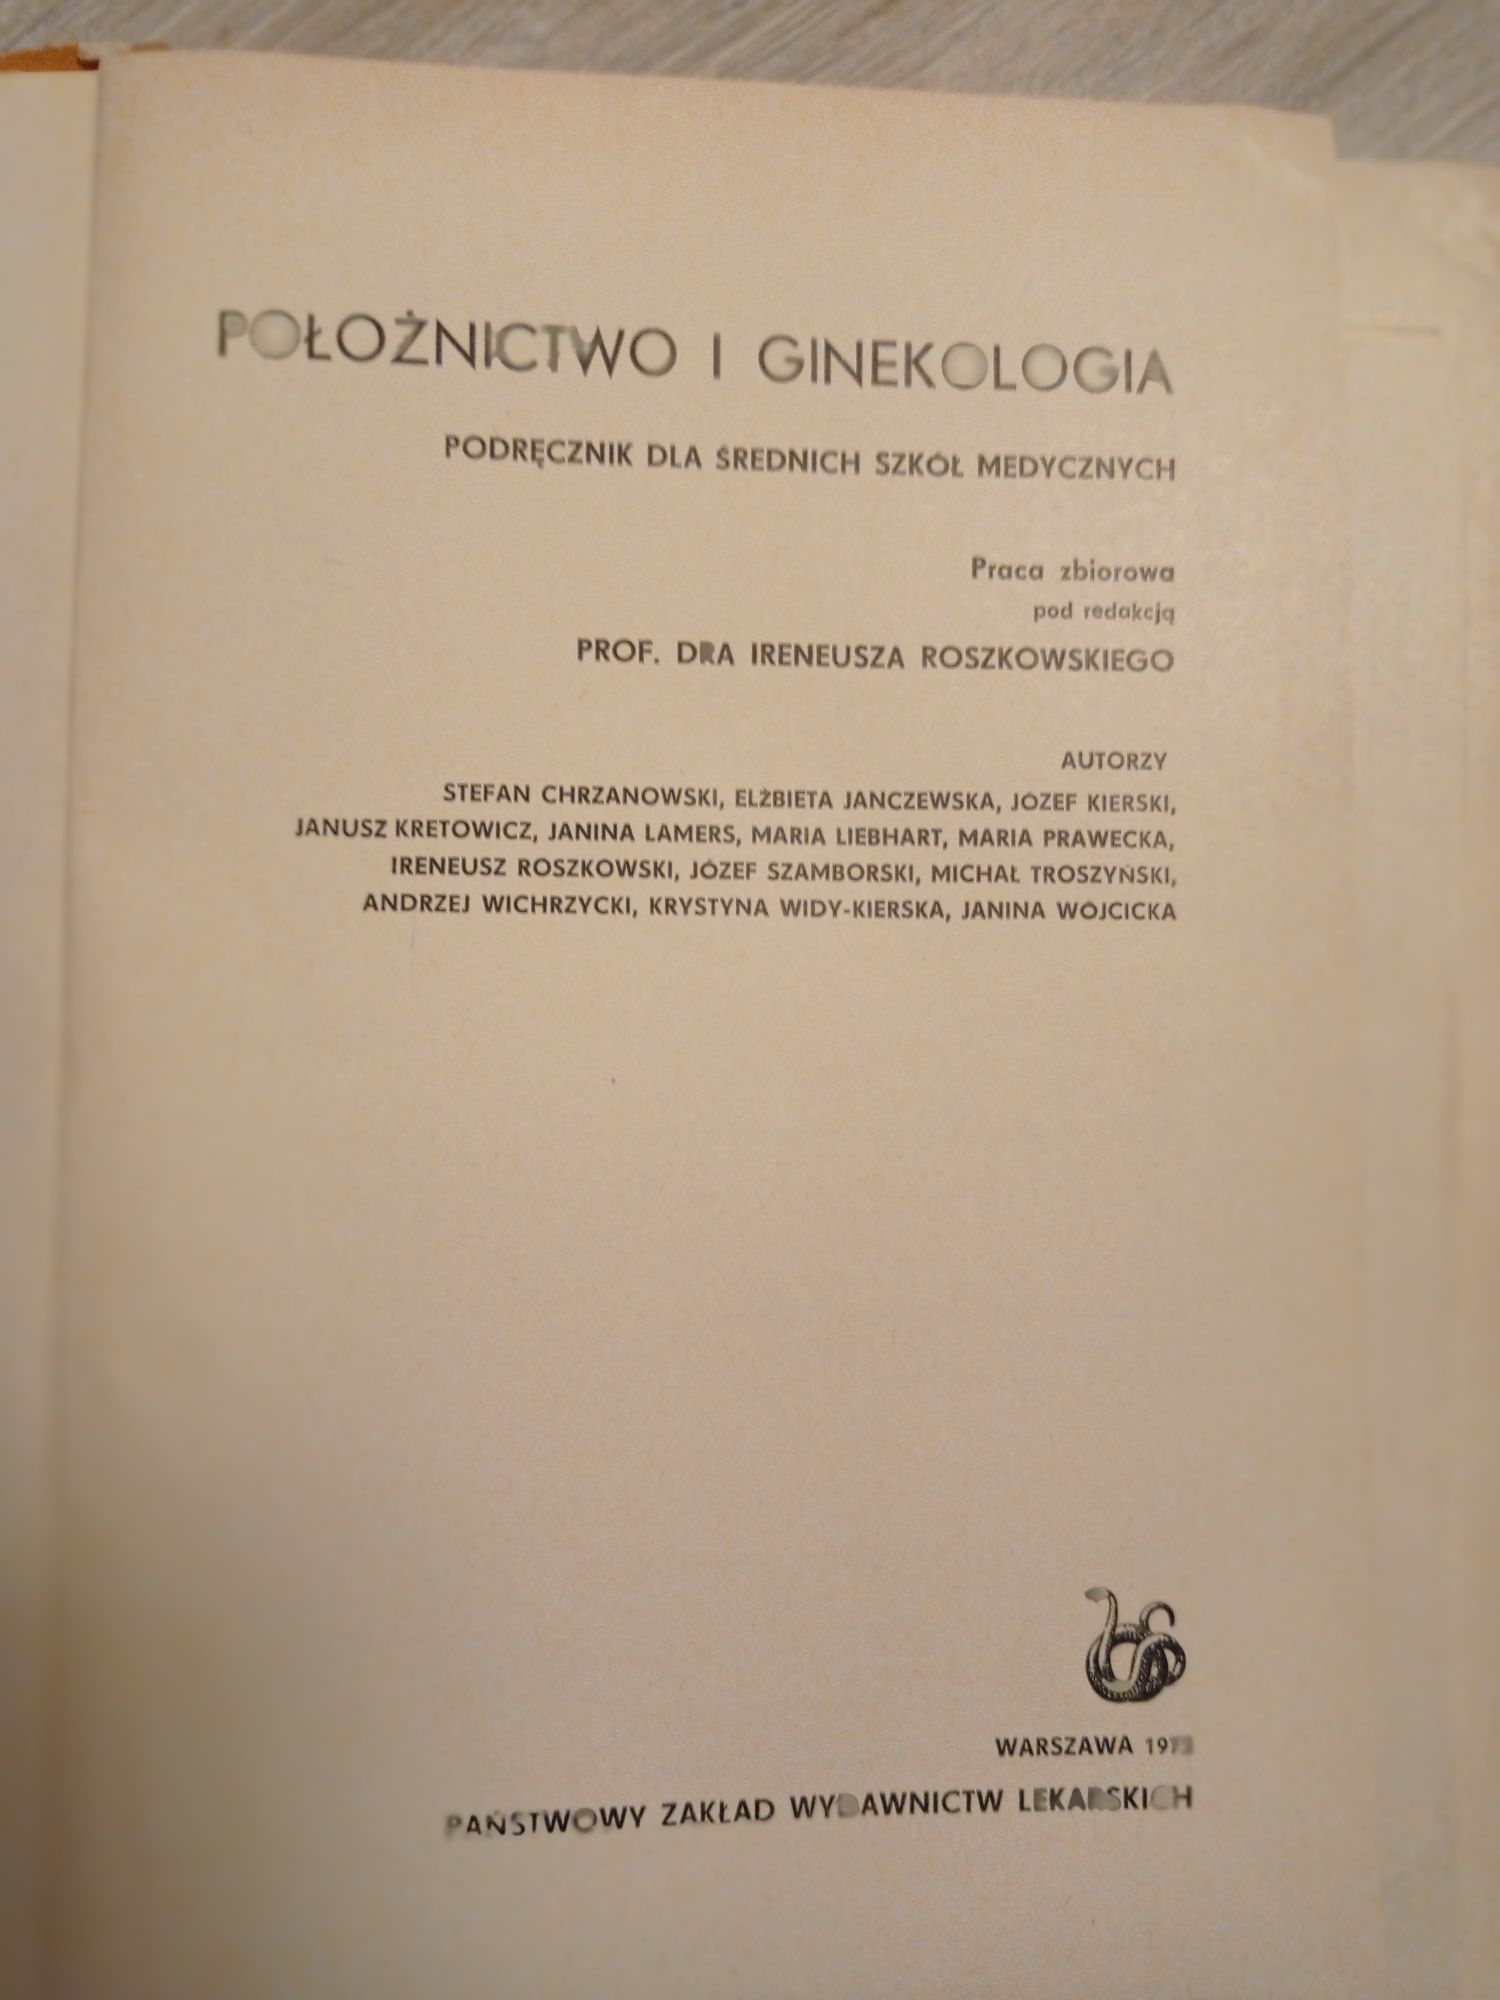 POŁOŻNICTWO I GINEKOLOGIA
PODRĘCZNIK DLA ŚREDNICH SZKÓŁ MEDYCZNYCH
Praca zbiorowa
pod redakcją
PROF. DRA IRENEUSZA ROSZKOWSKIEGO
AUTORZY
STEFAN CHRZANOWSKI, ELŻBIETA JANCZEWSKA, JÓZEF KIERSKI,
JANUSZ KRETOWICZ, JANINA LAMERS, MARIA LIEBHART, MARIA PRAWECKA,
IRENEUSZ ROSZKOWSKI, JÓZEF SZAMBORSKI, MICHAŁ TROSZYŃSKI,
ANDRZEJ WICHRZYCKI, KRYSTYNA WIDY-KIERSKA, JANINA WÓJCICKA
WARSZAWA
PAŃSTWOWY ZAKŁAD WYDAWNICTW LEKARSKICH